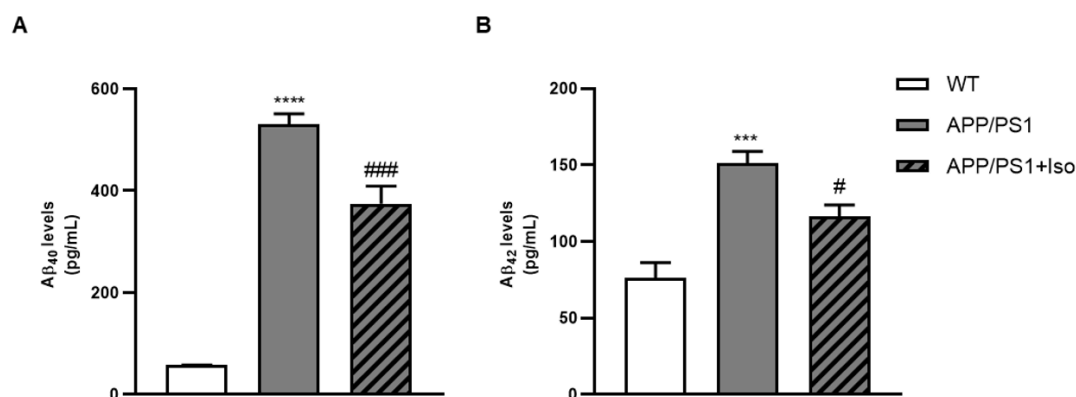 A
Aβ₄₀ levels
(pg/mL)
600
400
200
0
****
###
B
Aβ₄₂ levels
(pg/mL)
200
150
100
50
0
***
#
WT
APP/PS1
APP/PS1+Iso